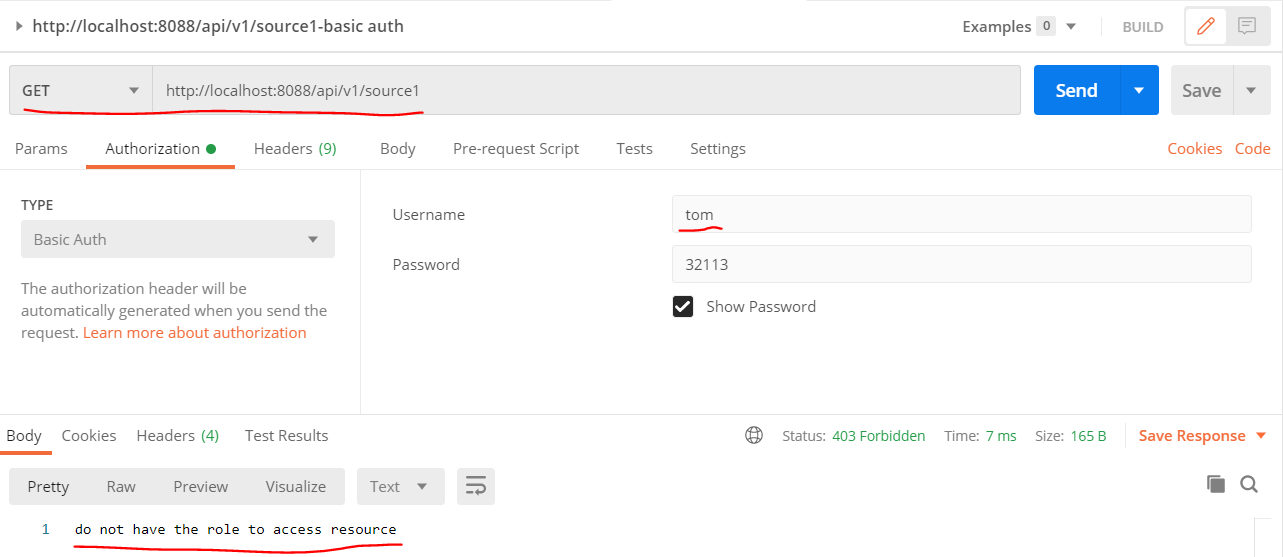 http://localhost:8088/api/v1/source1-basic auth Examples 0 BUILD
GET http://localhost:8088/api/v1/source1 Send Save
Params Authorization Headers (9) Body Pre-request Script Tests Settings Cookies Code
TYPE
Basic Auth
The authorization header will be
automatically generated when you send the
request. Learn more about authorization
Username tom
Password 32113
Show Password
Body Cookies Headers (4) Test Results Status: 403 Forbidden Time: 7 ms Size: 165 B Save Response
Pretty Raw Preview Visualize Text
1 do not have the role to access resource